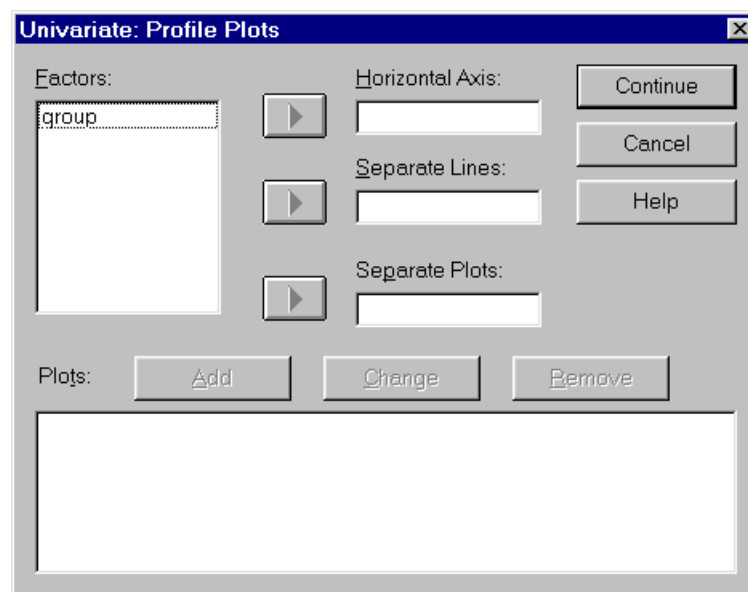 Univariate: Profile Plots
Factors:
group
Horizontal Axis:
Separate Lines:
Separate Plots:
Continue
Cancel
Help
Plots:
Add
Change
Remove